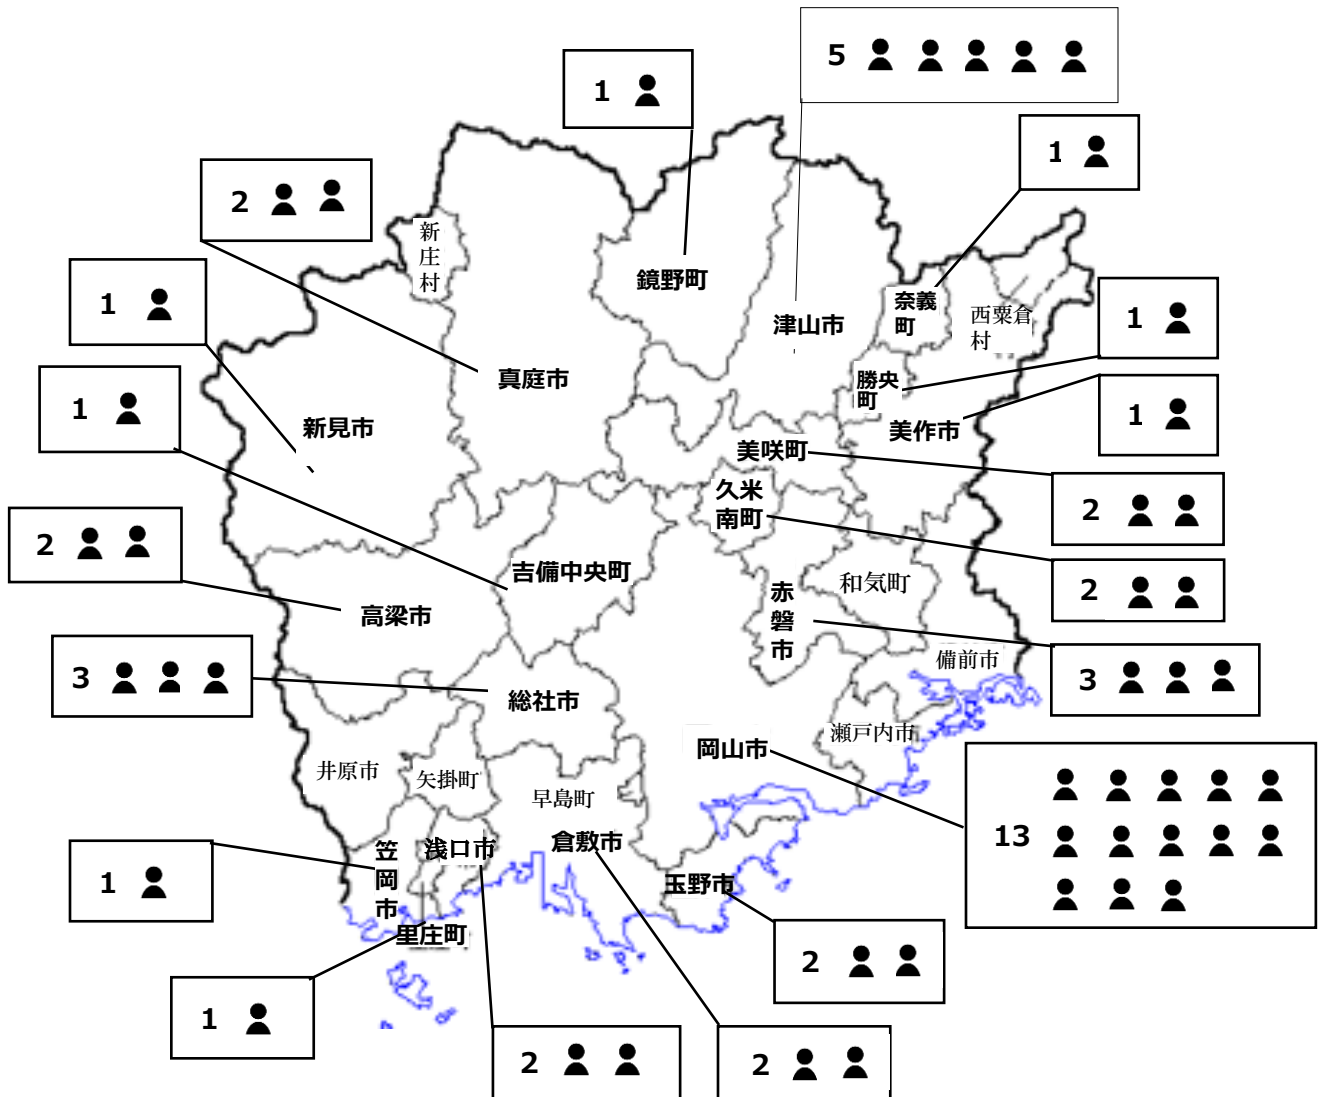 5
1
1
2
新
庄
村
1
鏡野町
奈義
町
西粟倉
村
津山市
1
1
真庭市
勝央
町
1
新見市
美作市
美咲町
久米
南町
2
2
吉備中央町
赤
磐
市
和気町
2
高梁市
備前市
3
3
総社市
瀬戸内市
岡山市
井原市
矢掛町
早島町
13
倉敷市
浅口市
笠
岡
市
1
玉野市
里庄町
2
1
2
2